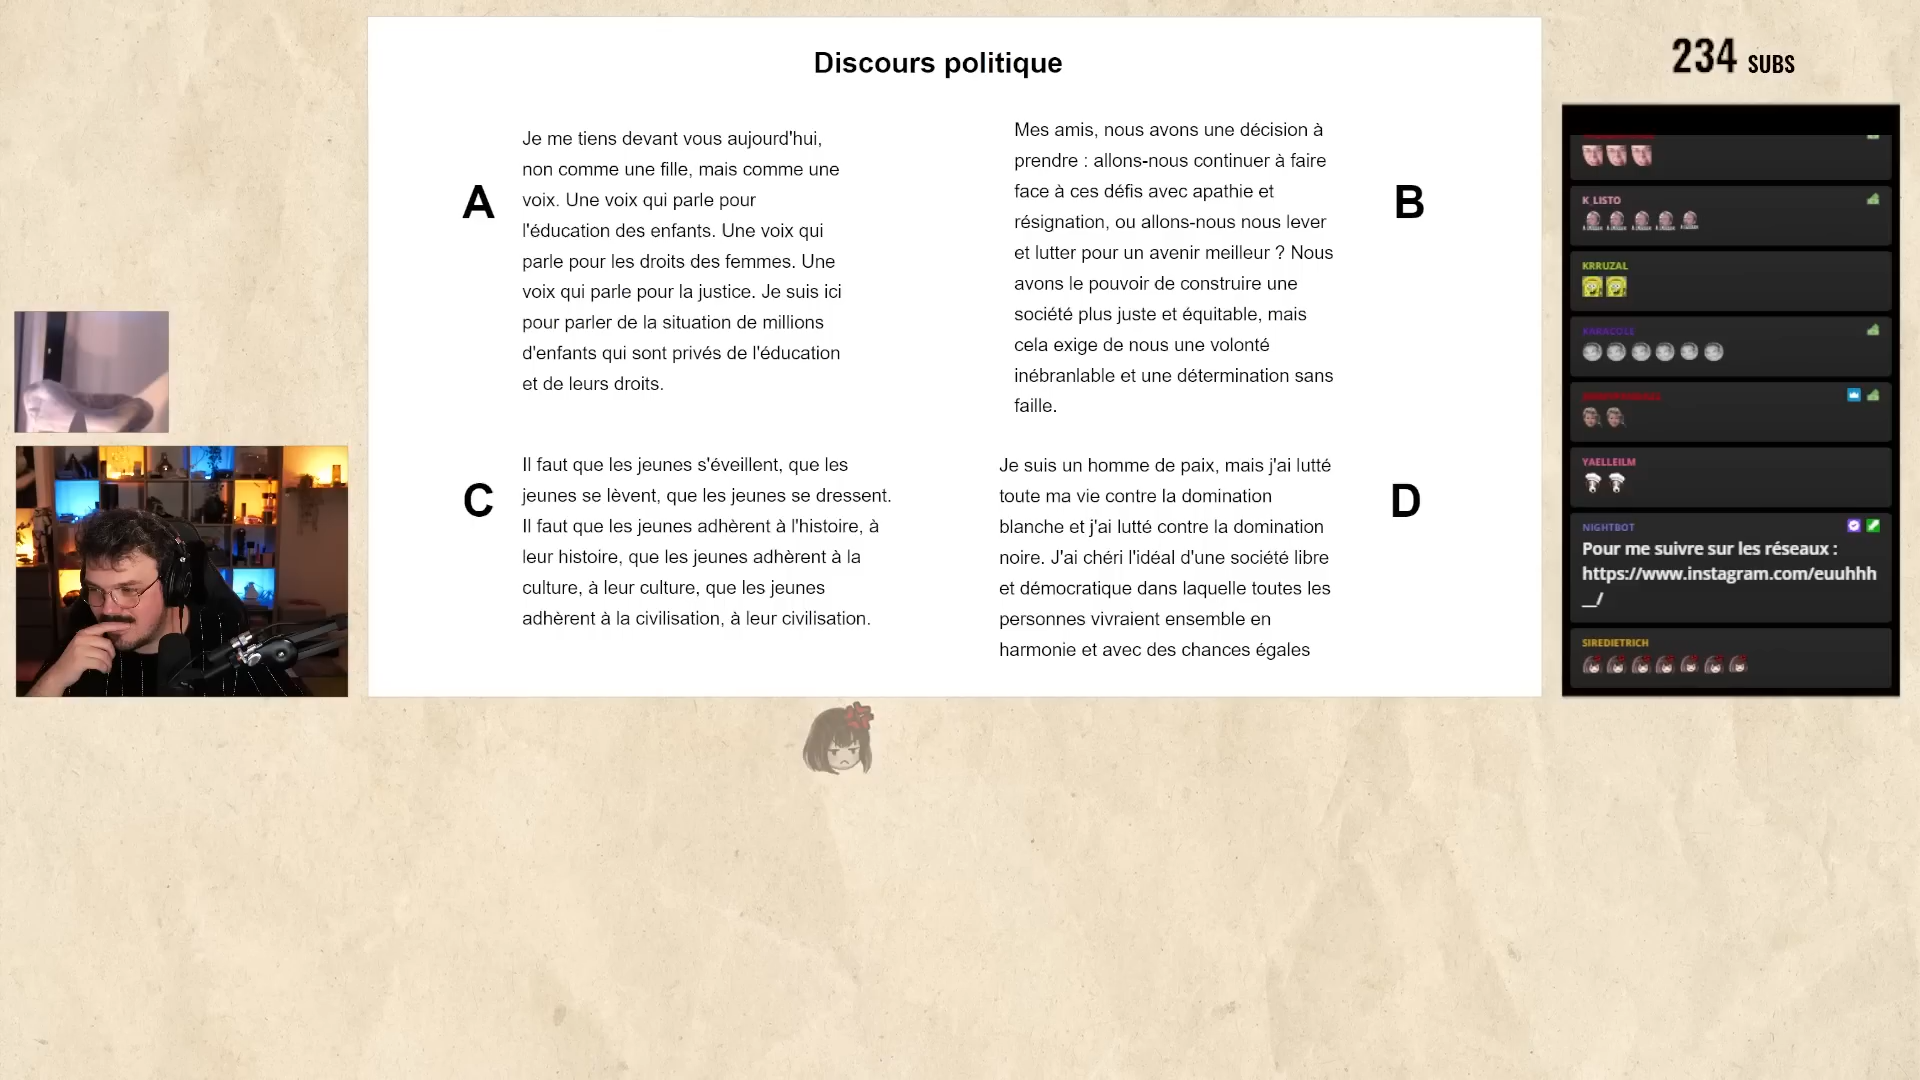 Discours politique
A
Je me tiens devant vous aujourd'hui,
non comme une fille, mais comme une
voix. Une voix qui parle pour
l'éducation des enfants. Une voix qui
parle pour les droits des femmes. Une
voix qui parle pour la justice. Je suis ici
pour parler de la situation de millions
d'enfants qui sont privés de l'éducation
et de leurs droits.
B
Mes amis, nous avons une décision à
prendre : allons-nous continuer à faire
face à ces défis avec apathie et
résignation, ou allons-nous nous lever
et lutter pour un avenir meilleur ? Nous
avons le pouvoir de construire une
société plus juste et équitable, mais
cela exige de nous une volonté
inébranlable et une détermination sans
faille.
C
Il faut que les jeunes s'éveillent, que les
jeunes se lèvent, que les jeunes se dressent.
Il faut que les jeunes adhèrent à l'histoire, à
leur histoire, que les jeunes adhèrent à la
culture, à leur culture, que les jeunes
adhèrent à la civilisation, à leur civilisation.
D
Je suis un homme de paix, mais j'ai lutté
toute ma vie contre la domination
blanche et j'ai lutté contre la domination
noire. J'ai chéri l'idéal d'une société libre
et démocratique dans laquelle toutes les
personnes vivraient ensemble en
harmonie et avec des chances égales
234 SUBS
K_LISTO
KRRUZAL
KARACOLE
YAELLEILM
NIGHTBOT
Pour me suivre sur les réseaux :
https://www.instagram.com/euuhhh
__/
SIREDIETRICH